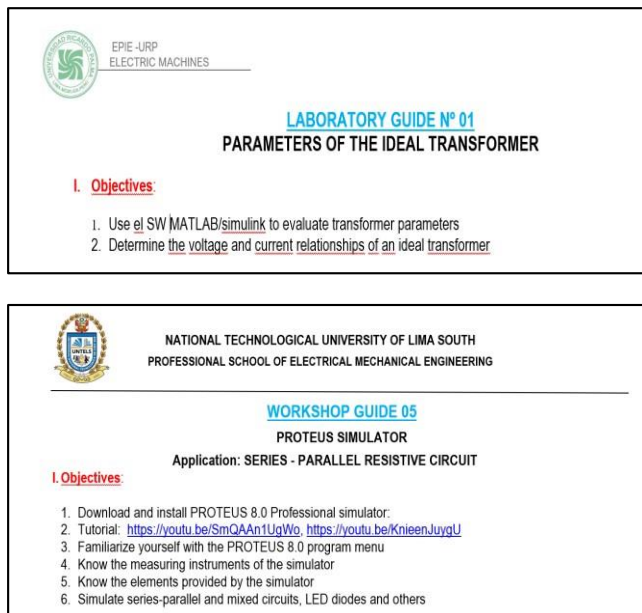 EPIE -URP
ELECTRIC MACHINES
LABORATORY GUIDE Nº 01
PARAMETERS OF THE IDEAL TRANSFORMER
I. Objectives:
1. Use el SW MATLAB/simulink to evaluate transformer parameters
2. Determine the voltage and current relationships of an ideal transformer
UNTELS
NATIONAL TECHNOLOGICAL UNIVERSITY OF LIMA SOUTH
PROFESSIONAL SCHOOL OF ELECTRICAL MECHANICAL ENGINEERING
WORKSHOP GUIDE 05
PROTEUS SIMULATOR
Application: SERIES - PARALLEL RESISTIVE CIRCUIT
I. Objectives:
1. Download and install PROTEUS 8.0 Professional simulator:
2. Tutorial: https://youtu.be/SmQAAn1UgWo, https://youtu.be/KnieenJuygU
3. Familiarize yourself with the PROTEUS 8.0 program menu
4. Know the measuring instruments of the simulator
5. Know the elements provided by the simulator
6. Simulate series-parallel and mixed circuits, LED diodes and others